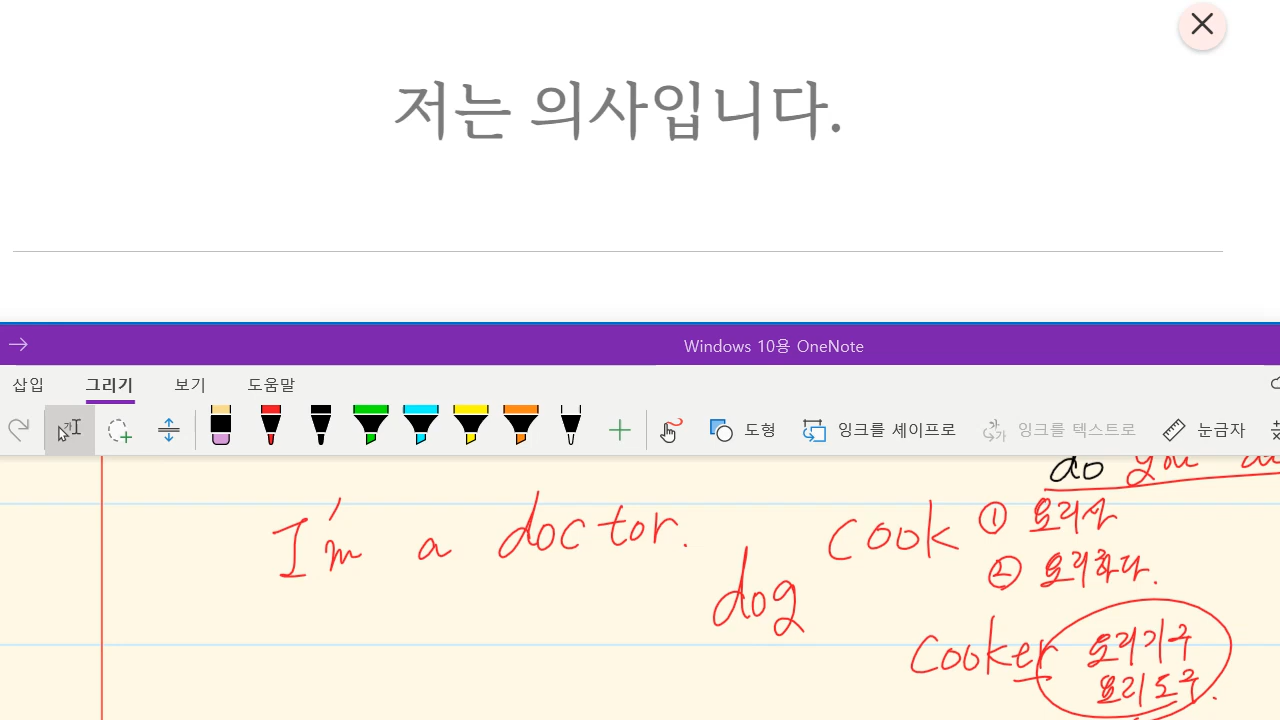 저는 의사입니다.
Windows 10용 OneNote
삽입 그리기 보기 도움말
가 도형 잉크를 셰이프로 잉크를 텍스트로 눈금자
do you
I'm a doctor. cook ① 요리사
dog ② 요리하다.
Cooker 요리기구
요리도구.